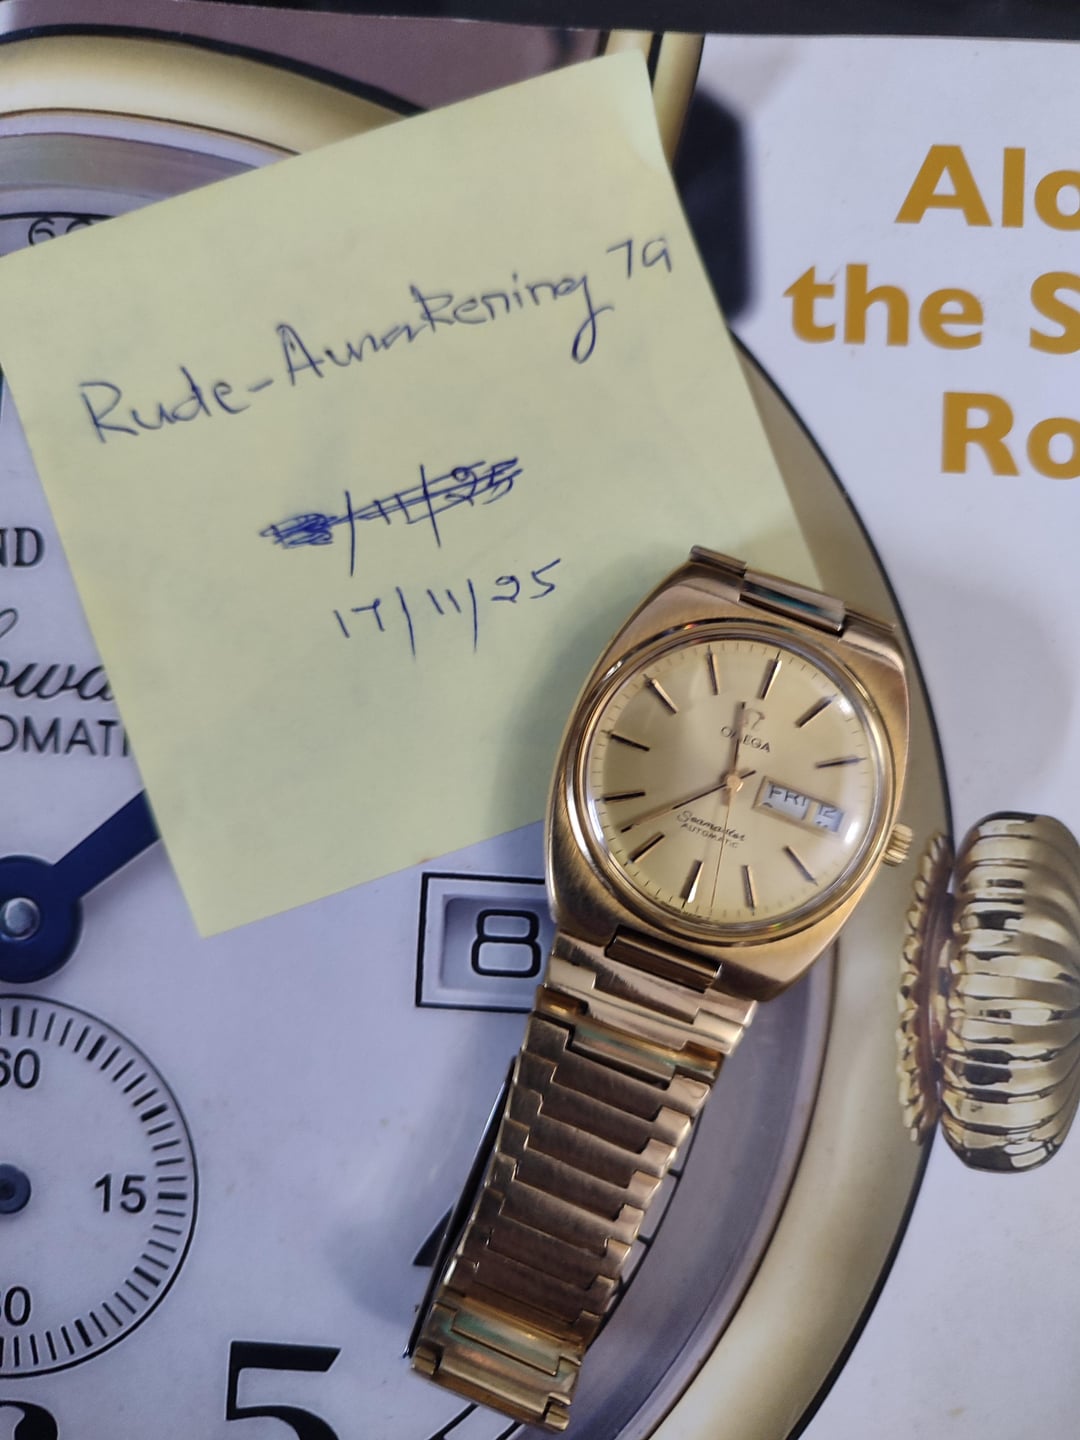 Alo
the S
Ro
60
Rude-Awakening 79
17/11/25
ND
OMATI
OMEGA
FRI 12
Seamaster
AUTOMATIC
8
60
15
30
5